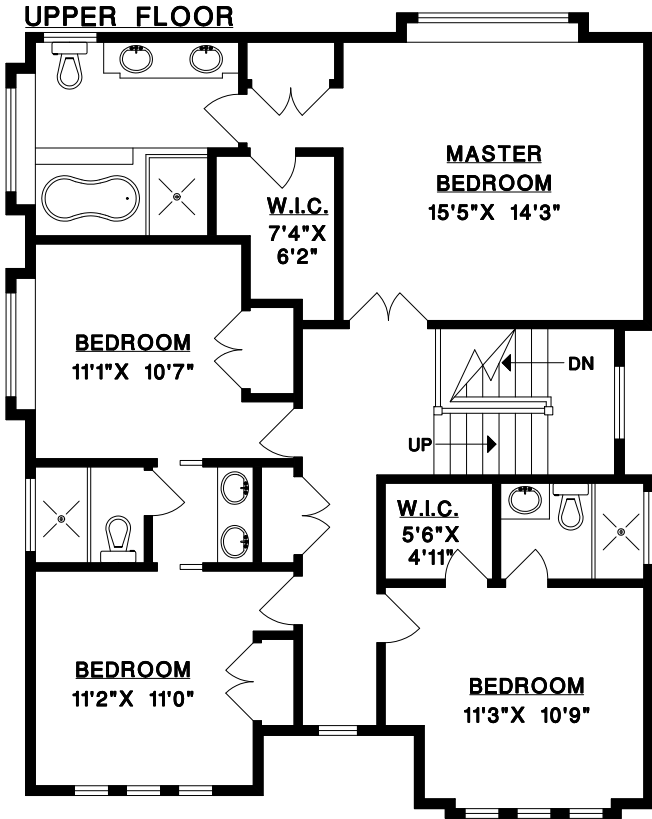 UPPER FLOOR
MASTER
BEDROOM
15'5"X 14'3"
W.I.C.
7'4"X
6'2"
BEDROOM
11'1"X 10'7"
DN
UP
W.I.C.
5'6"X
4'11"
BEDROOM
11'2"X 11'0"
BEDROOM
11'3"X 10'9"